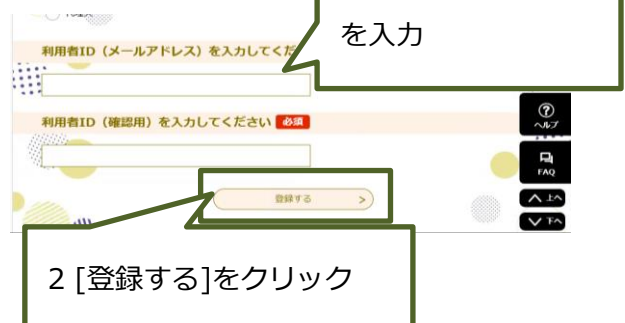 を入力
利用者ID（メールアドレス）を入力してくだ
利用者ID（確認用）を入力してください 必須
登録する >
ヘルプ
FAQ
上へ
下へ
2 [登録する]をクリック